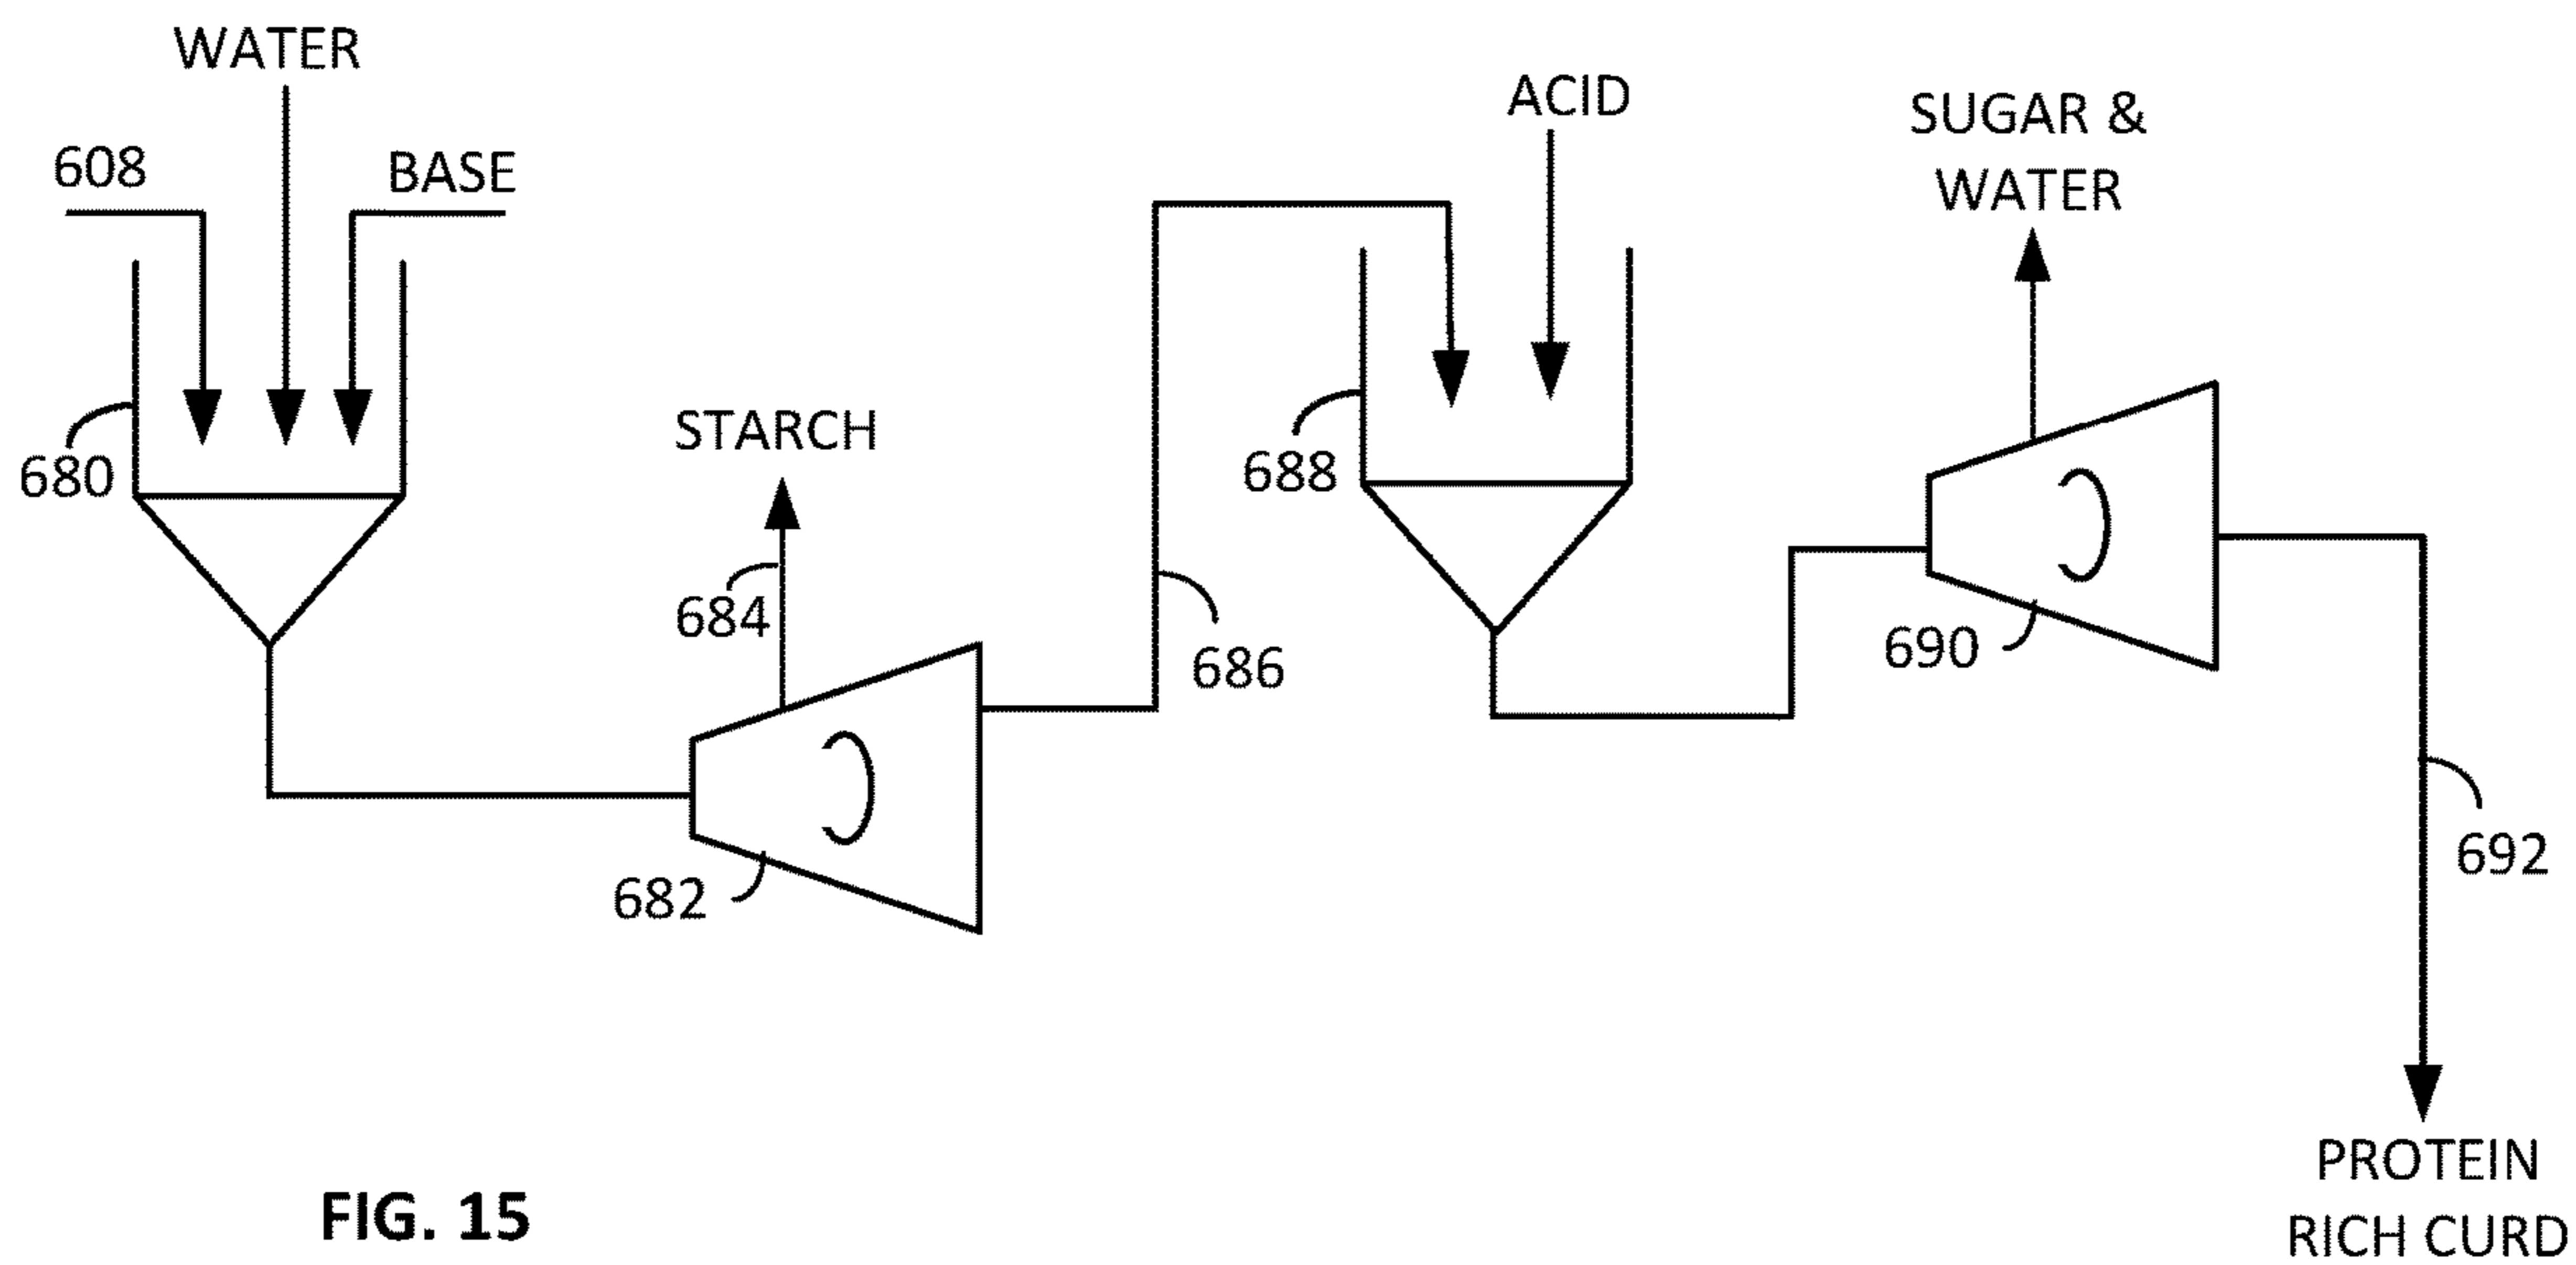 WATER
608
BASE
680
STARCH
684
682
686
ACID
688
SUGAR &
WATER
690
692
PROTEIN
RICH CURD
FIG. 15